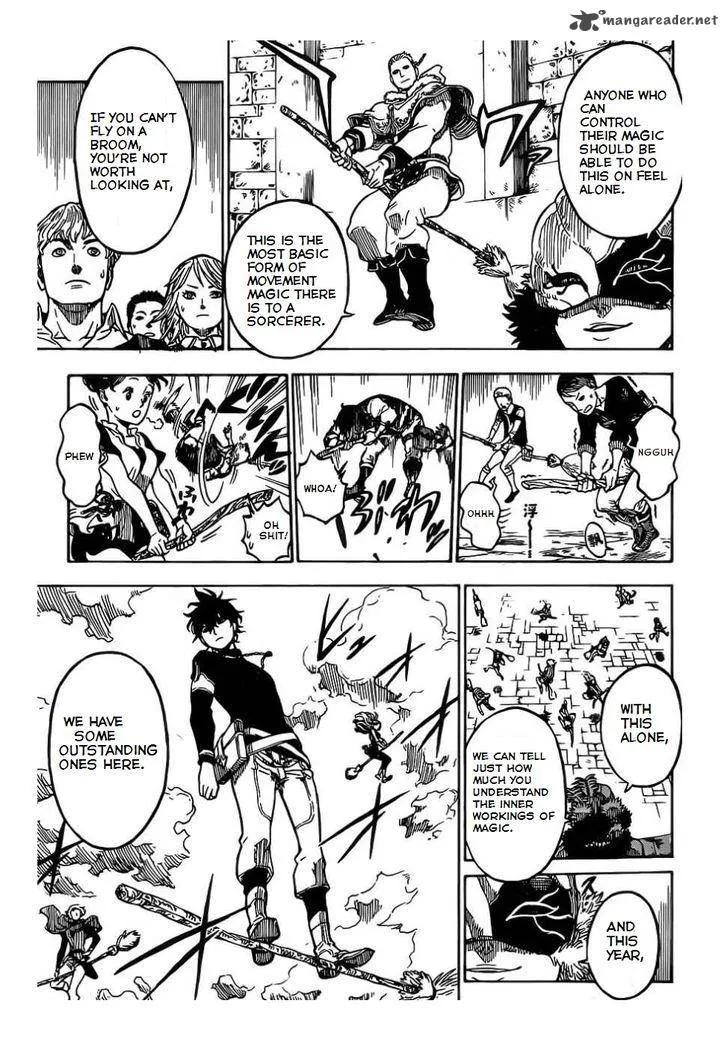 mangareader.net
ANYONE WHO
CAN
CONTROL
THEIR MAGIC
SHOULD BE
ABLE TO DO
THIS ON FEEL
ALONE.
THIS IS THE
MOST BASIC
FORM OF
MOVEMENT
MAGIC THERE
IS TO A
SORCERER.
IF YOU CAN'T
FLY ON A
BROOM,
YOU'RE NOT
WORTH
LOOKING AT,
NGGUH
OHHH
浮
飄
WHOA!
OH
SHIT!
PHEW
WITH
THIS
ALONE,
WE CAN TELL
JUST HOW
MUCH YOU
UNDERSTAND
THE INNER
WORKINGS OF
MAGIC.
AND
THIS
YEAR,
WE HAVE
SOME
OUTSTANDING
ONES HERE.